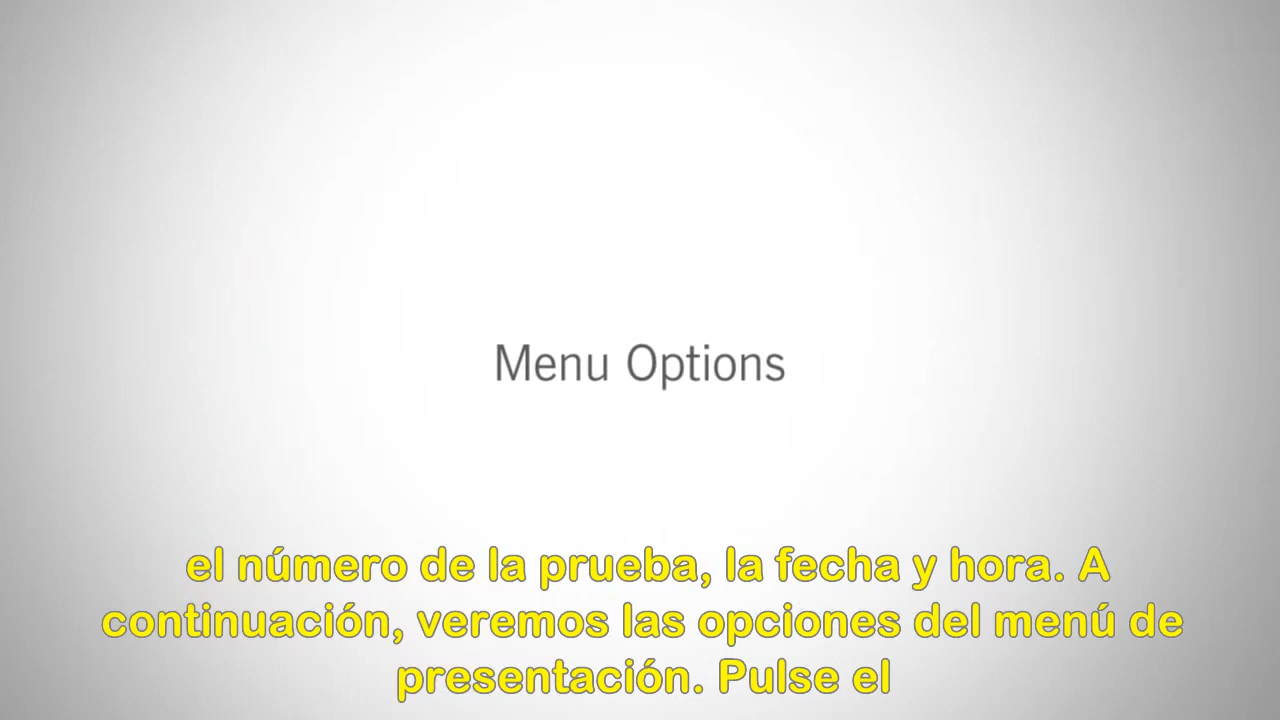 Menu Options
el número de la prueba, la fecha y hora. A
continuación, veremos las opciones del menú de
presentación. Pulse el